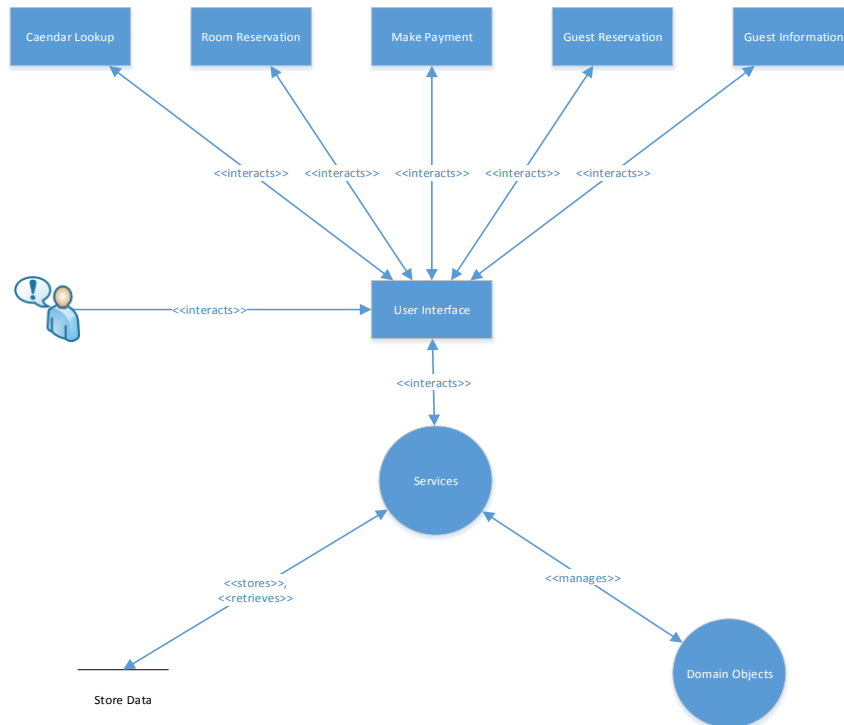 Caendar Lookup
Room Reservation
Make Payment
Guest Reservation
Guest Information
<<interacts>>
<<interacts>>
<<interacts>>
<<interacts>>
<<interacts>>
!
<<interacts>>
User Interface
<<interacts>>
Services
<<stores>>,
<<retrieves>>
<<manages>>
Store Data
Domain Objects